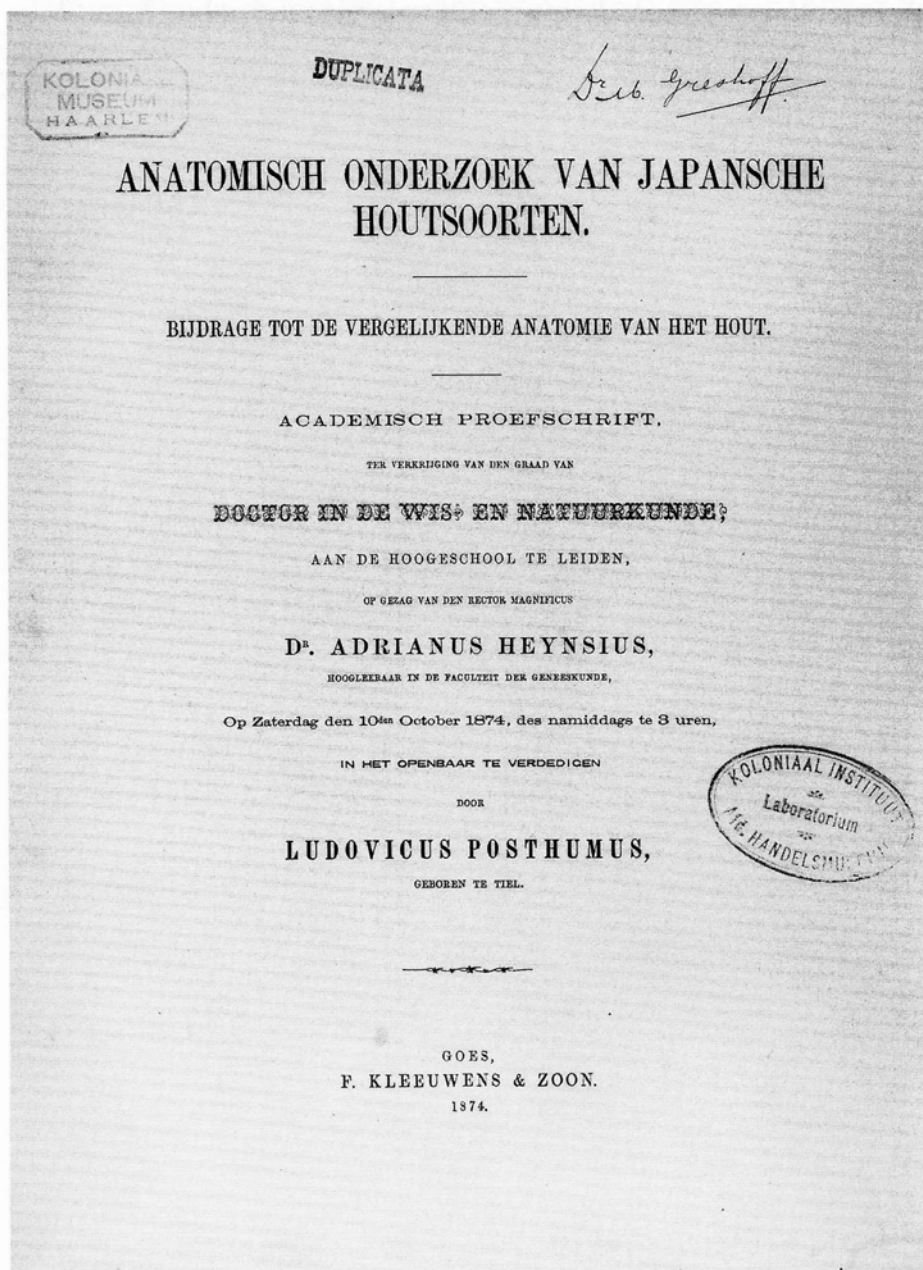 KOLONIA
MUSEUM
HAARLE
DUPLICATA
Dr. M. Greshoff.
ANATOMISCH ONDERZOEK VAN JAPANSCHE
HOUTSOORTEN.
BIJDRAGE TOT DE VERGELIJKENDE ANATOMIE VAN HET HOUT.
ACADEMISCH PROEFSCHRIFT,
TER VERKRIJGING VAN DEN GRAAD VAN
DOCTOR IN DE WIS- EN NATUURKUNDE,
AAN DE HOOGESCHOOL TE LEIDEN,
OP GEZAG VAN DEN RECTOR MAGNIFICUS
DR. ADRIANUS HEYNSIUS,
HOOGLEERAAR IN DE FACULTEIT DER GENEESKUNDE,
Op Zaterdag den 10den October 1874, des namiddags te 3 uren,
IN HET OPENBAAR TE VERDEDIGEN
DOOR
LUDOVICUS POSTHUMUS,
GEBOREN TE TIEL.
KOLONIAAL INSTITUUT
Laboratorium
Afd. HANDELSMUSEUM
GOES,
F. KLEEUWENS & ZOON.
1874.